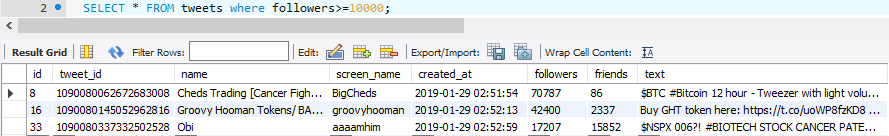 2 SELECT * FROM tweets where followers>=10000;
Result Grid Filter Rows: Edit: Export/Import: Wrap Cell Content: IA
id tweet_id name screen_name created_at followers friends text
8 1090080062672683008 Cheds Trading [Cancer Figh... BigCheds 2019-01-29 02:51:54 70787 86 $BTC #Bitcoin 12 hour - Tweezer with light volu...
16 1090080145052962816 Groovy Hooman Tokens/ BA... groovyhooman 2019-01-29 02:52:13 42400 2337 Buy GHT token here: https://t.co/uoWP8fzKD8 ...
33 1090080337332502528 Obi aaaamhim 2019-01-29 02:52:59 17207 15852 $NSPX 006?! #BIOTECH STOCK CANCER PATE...